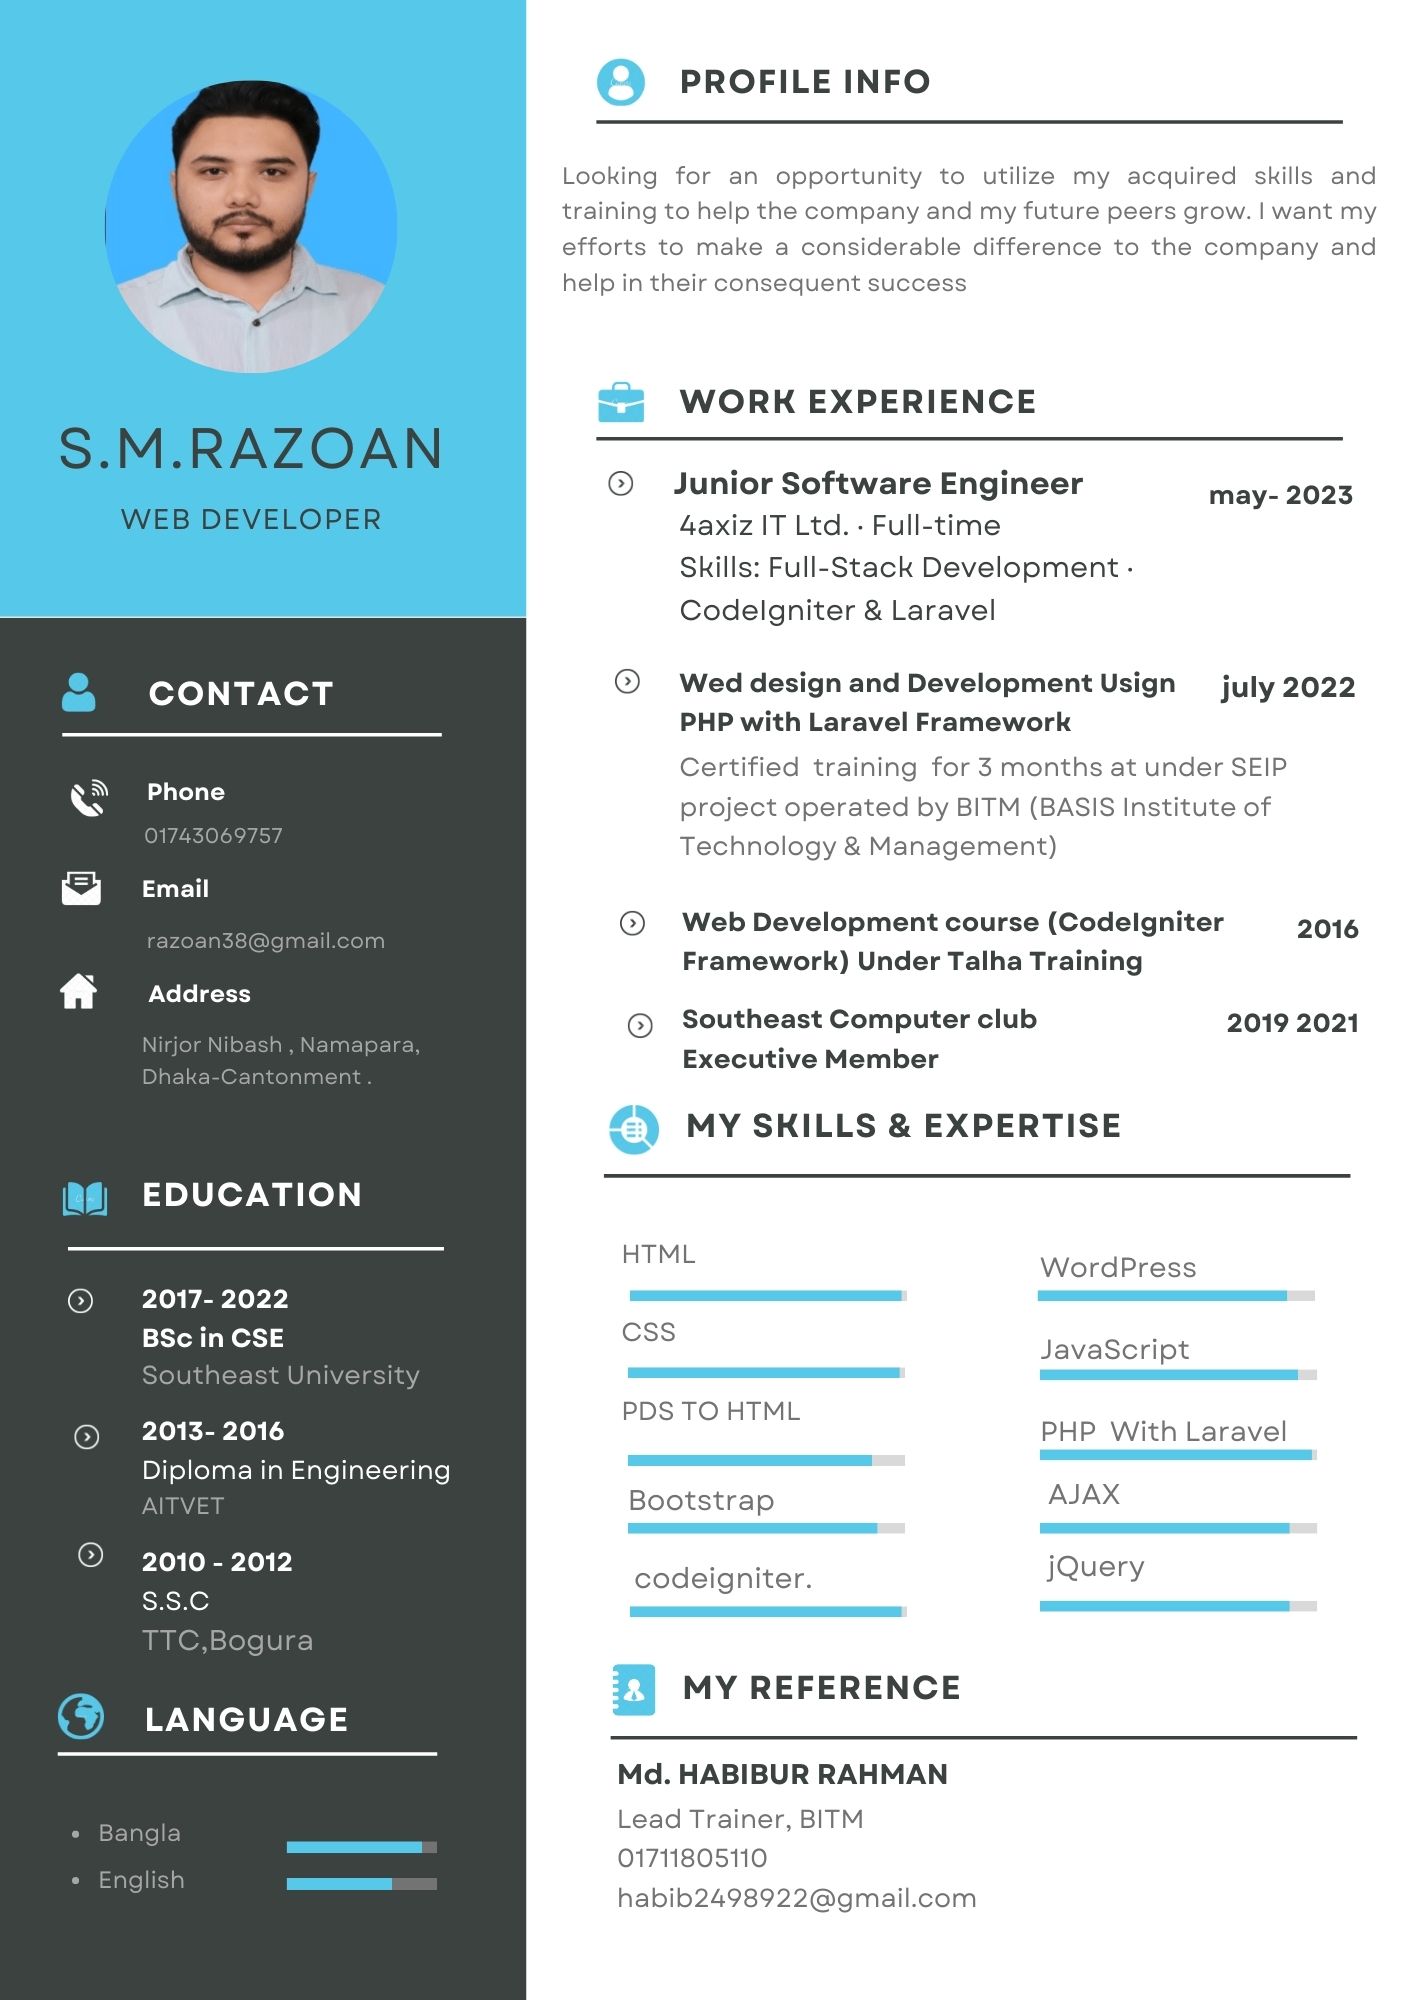 S.M.RAZOAN
WEB DEVELOPER
CONTACT
Phone
01743069757
Email
razoan38@gmail.com
Address
Nirjor Nibash , Namapara,
Dhaka-Cantonment .
EDUCATION
2017- 2022
BSc in CSE
Southeast University
2013- 2016
Diploma in Engineering
AITVET
2010 - 2012
S.S.C
TTC,Bogura
LANGUAGE
• Bangla
• English
PROFILE INFO
Looking for an opportunity to utilize my acquired skills and
training to help the company and my future peers grow. I want my
efforts to make a considerable difference to the company and
help in their consequent success
WORK EXPERIENCE
Junior Software Engineer may- 2023
4axiz IT Ltd. · Full-time
Skills: Full-Stack Development ·
CodeIgniter & Laravel
Wed design and Development Usign july 2022
PHP with Laravel Framework
Certified training for 3 months at under SEIP
project operated by BITM (BASIS Institute of
Technology & Management)
Web Development course (CodeIgniter 2016
Framework) Under Talha Training
Southeast Computer club 2019 2021
Executive Member
MY SKILLS & EXPERTISE
HTML
CSS
PDS TO HTML
Bootstrap
codeigniter.
WordPress
JavaScript
PHP With Laravel
AJAX
jQuery
MY REFERENCE
Md. HABIBUR RAHMAN
Lead Trainer, BITM
01711805110
habib2498922@gmail.com